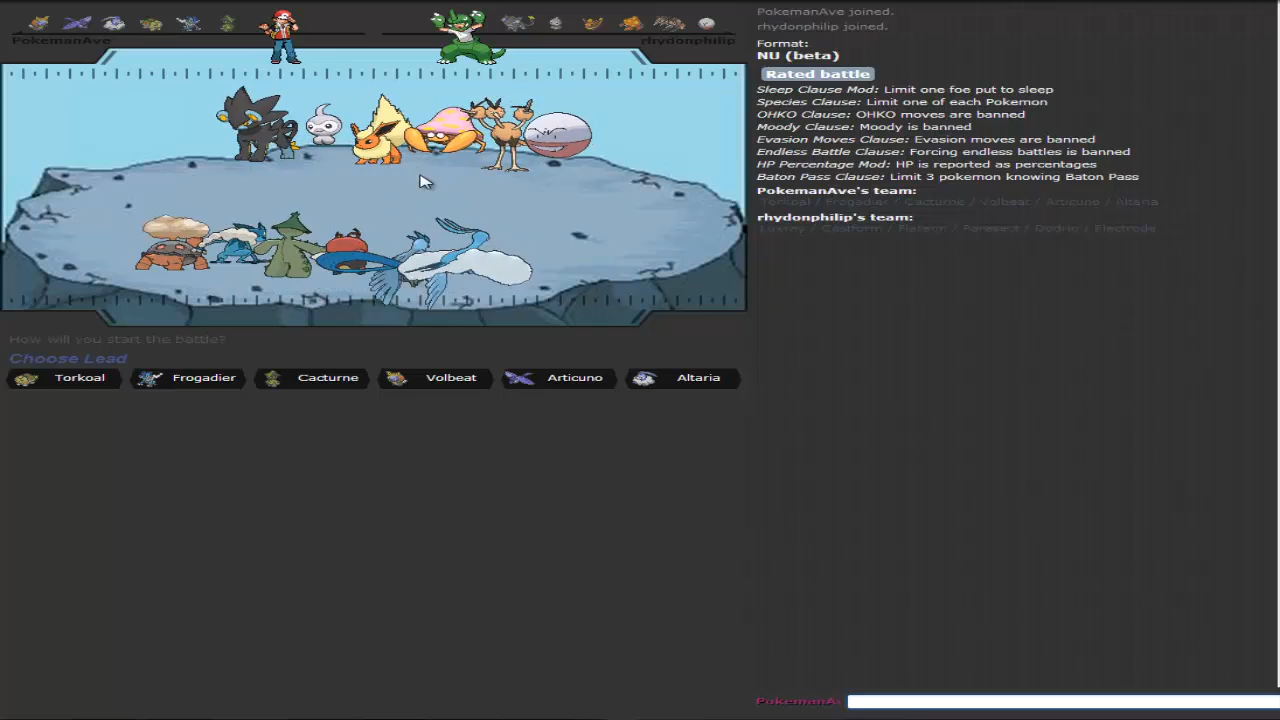 PokemanAve
rhydonphilip
How will you start the battle?
Choose Lead
Torkoal
Frogadier
Cacturne
Volbeat
Articuno
Altaria
PokemanAve joined.
rhydonphilip joined.
Format:
NU (beta)
Rated battle
Sleep Clause Mod: Limit one foe put to sleep
Species Clause: Limit one of each Pokemon
OHKO Clause: OHKO moves are banned
Moody Clause: Moody is banned
Evasion Moves Clause: Evasion moves are banned
Endless Battle Clause: Forcing endless battles is banned
HP Percentage Mod: HP is reported as percentages
Baton Pass Clause: Limit 3 pokemon knowing Baton Pass
PokemanAve's team:
Torkoal / Frogadier / Cacturne / Volbeat / Articuno / Altaria
rhydonphilip's team:
Luxray / Castform / Flareon / Parasect / Dodrio / Electrode
PokemanAv